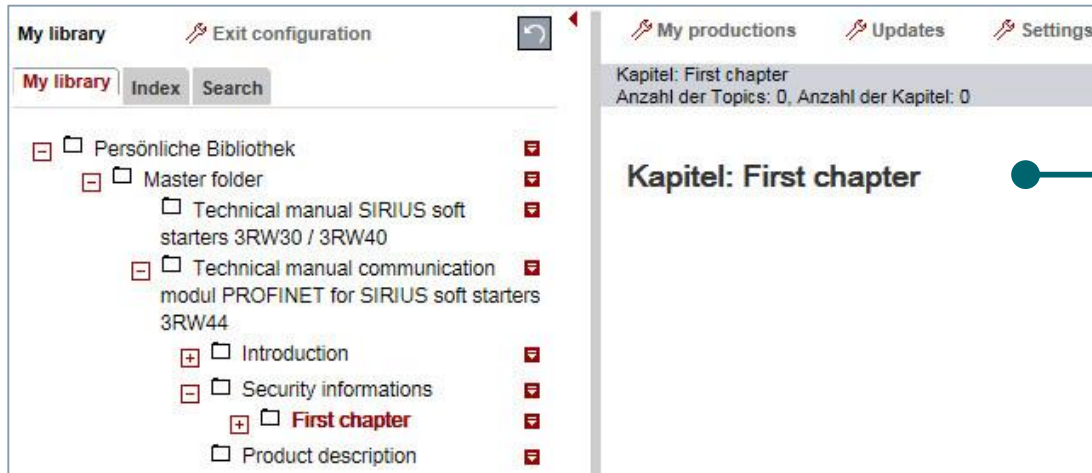 My library
Exit configuration
My productions
Updates
Settings
My library
Index
Search
Kapitel: First chapter
Anzahl der Topics: 0, Anzahl der Kapitel: 0
Persönliche Bibliothek
Master folder
Technical manual SIRIUS soft
starters 3RW30 / 3RW40
Technical manual communication
modul PROFINET for SIRIUS soft starters
3RW44
Introduction
Security informations
First chapter
Product description
Kapitel: First chapter